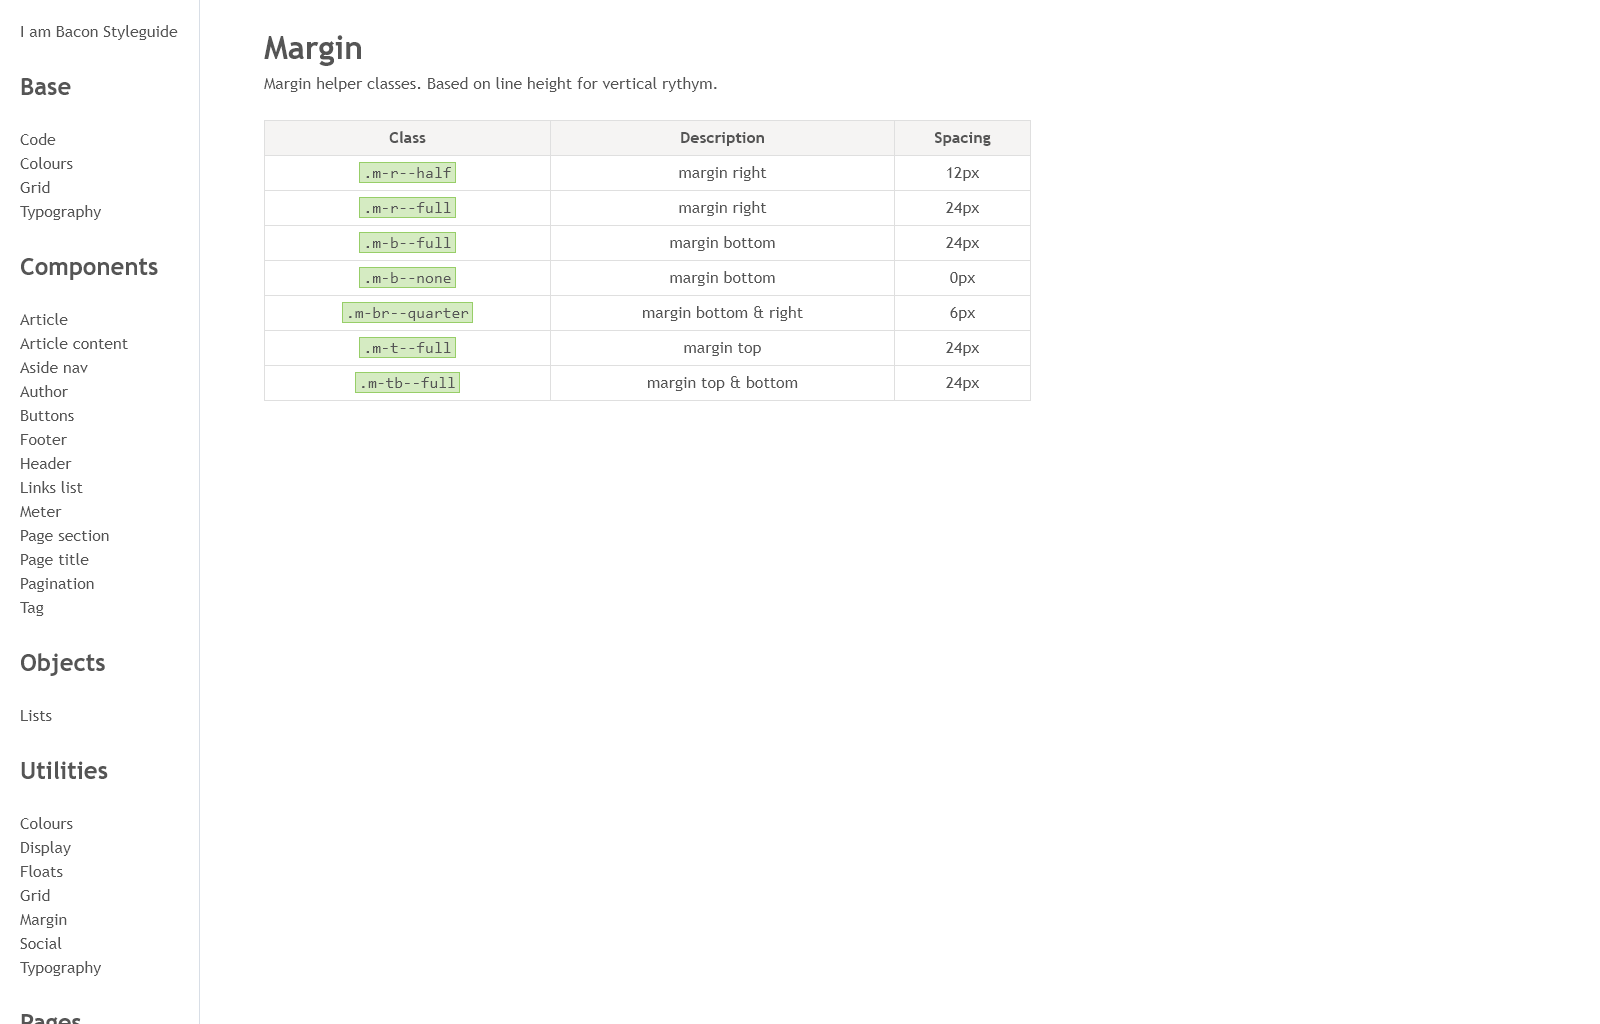 I am Bacon Styleguide
Base
Code
Colours
Grid
Typography
Components
Article
Article content
Aside nav
Author
Buttons
Footer
Header
Links list
Meter
Page section
Page title
Pagination
Tag
Objects
Lists
Utilities
Colours
Display
Floats
Grid
Margin
Social
Typography
Pages
Margin
Margin helper classes. Based on line height for vertical rythym.
Class Description Spacing
.m-r--half margin right 12px
.m-r--full margin right 24px
.m-b--full margin bottom 24px
.m-b--none margin bottom 0px
.m-br--quarter margin bottom & right 6px
.m-t--full margin top 24px
.m-tb--full margin top & bottom 24px